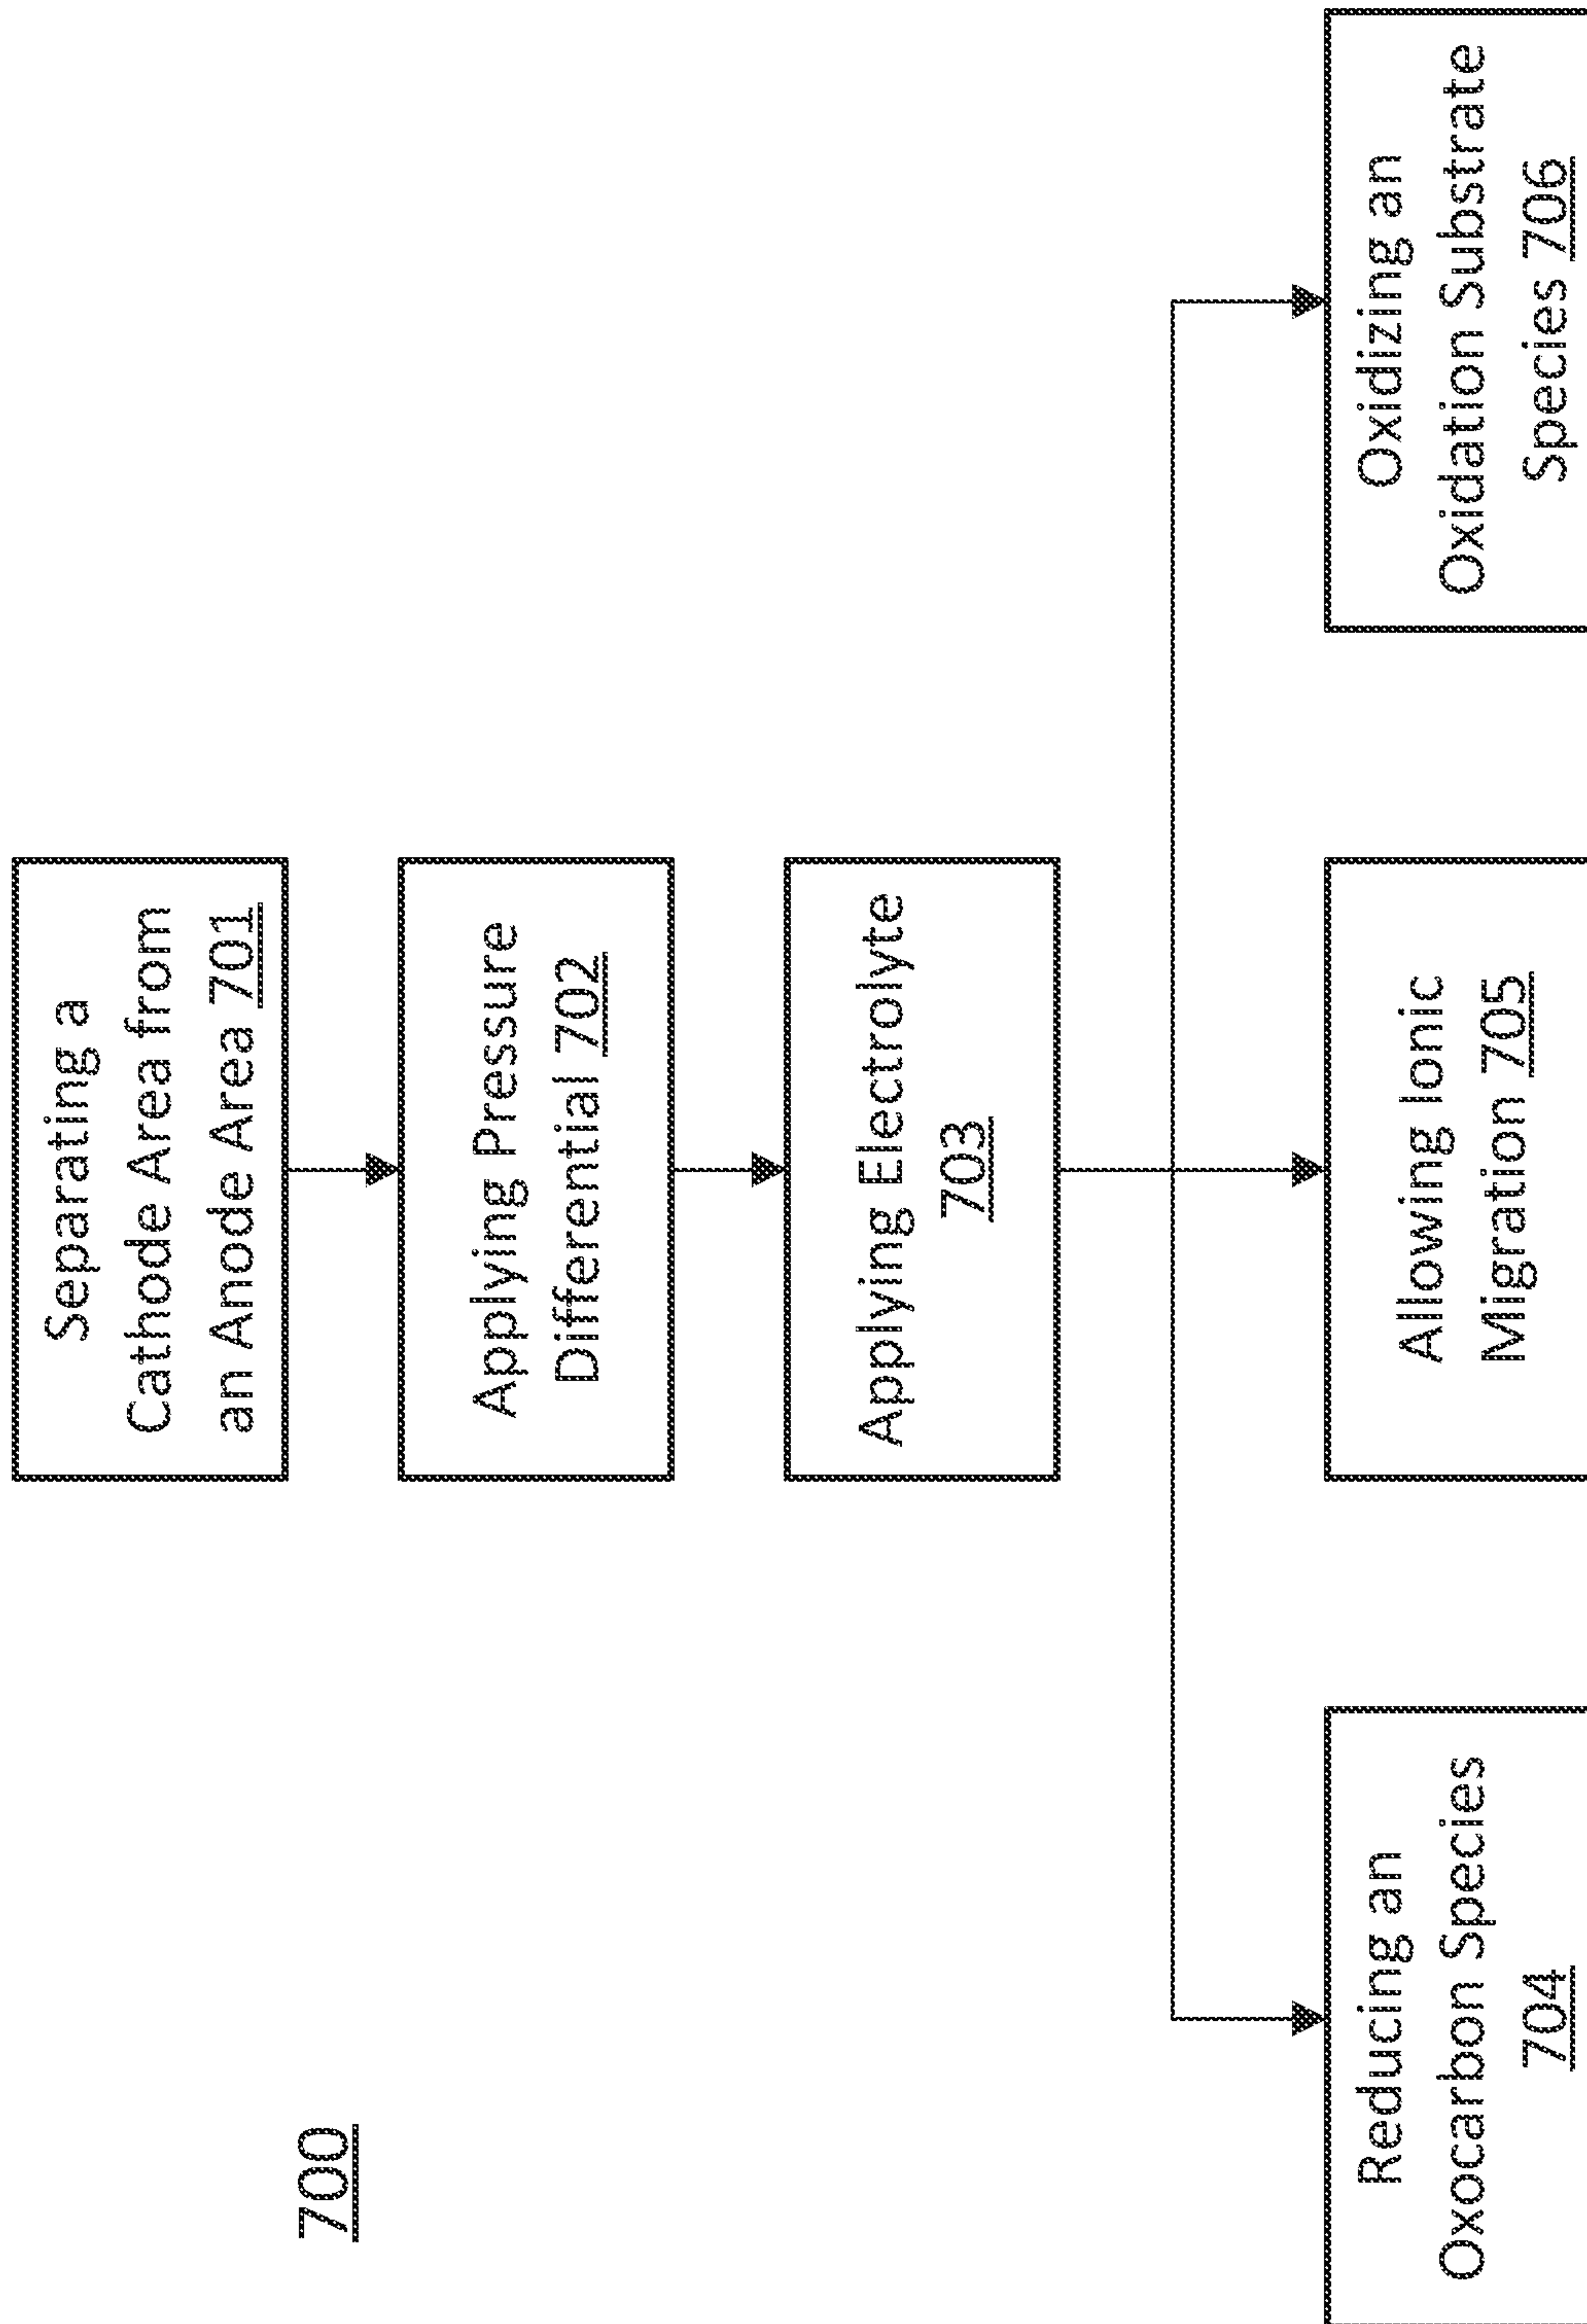 700
Separating a
Cathode Area from
an Anode Area 701
Applying Pressure
Differential 702
Applying Electrolyte
703
Reducing an
Oxocarbon Species
704
Allowing Ionic
Migration 705
Oxidizing an
Oxidation Substrate
Species 706